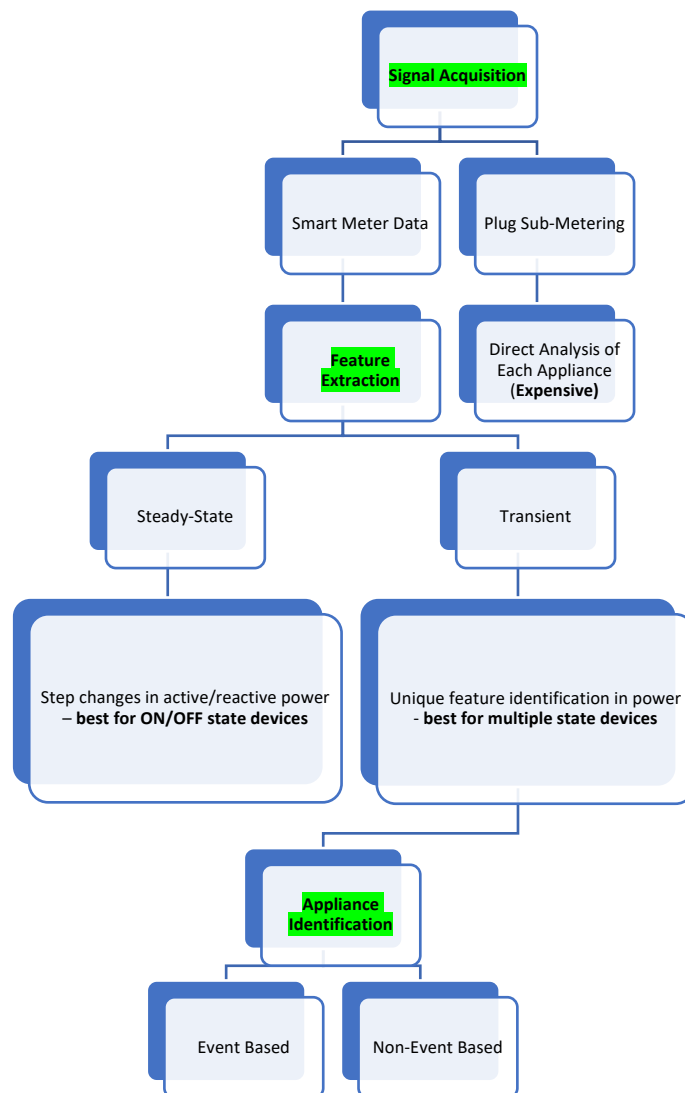 Signal Acquisition
Smart Meter Data
Plug Sub-Metering
Feature
Extraction
Direct Analysis of
Each Appliance
(Expensive)
Steady-State
Transient
Step changes in active/reactive power
– best for ON/OFF state devices
Unique feature identification in power
- best for multiple state devices
Appliance
Identification
Event Based
Non-Event Based